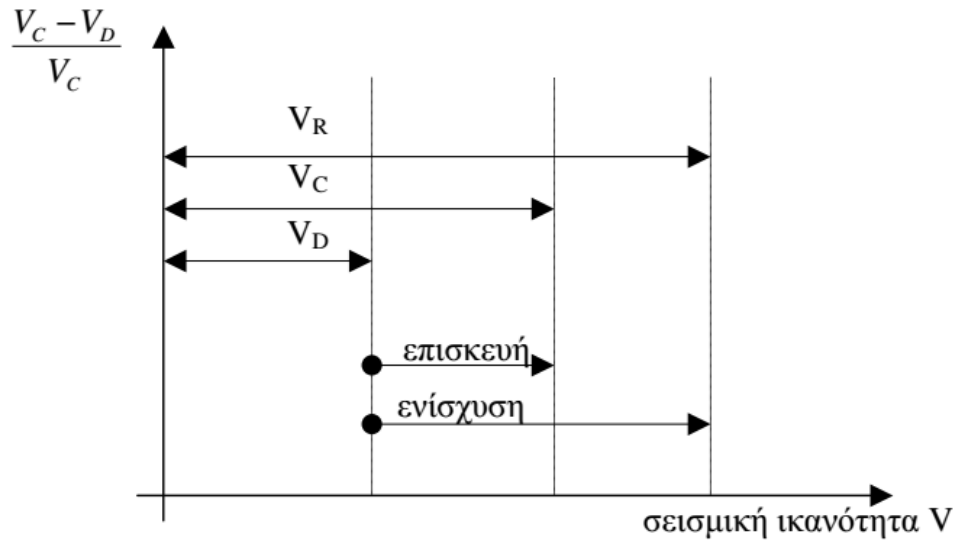 V_C − V_D
V_C
V_R
V_C
V_D
επισκευή
ενίσχυση
σεισμική ικανότητα V